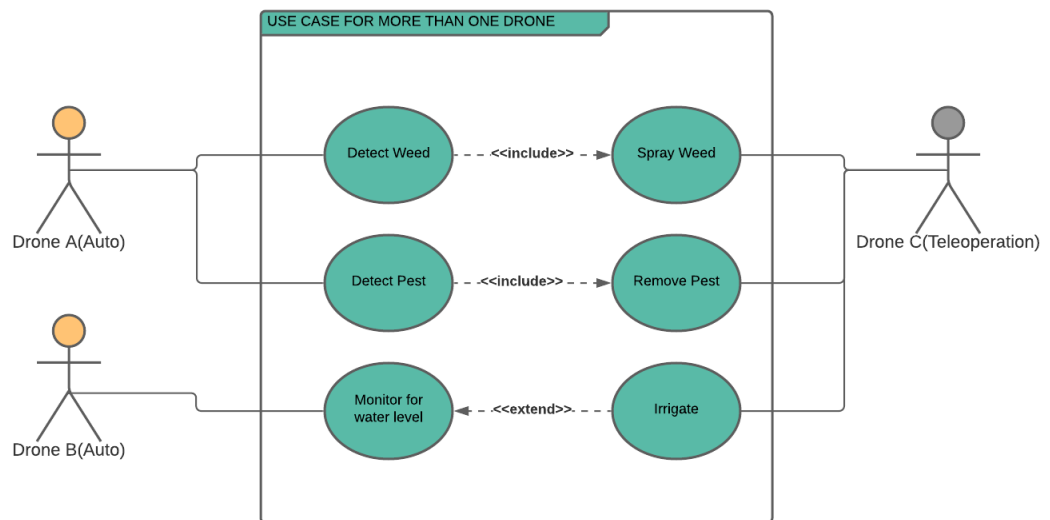 USE CASE FOR MORE THAN ONE DRONE
Detect Weed
<<include>>
Spray Weed
Drone A(Auto)
Drone C(Teleoperation)
Detect Pest
<<include>>
Remove Pest
Monitor for
water level
<<extend>>
Irrigate
Drone B(Auto)